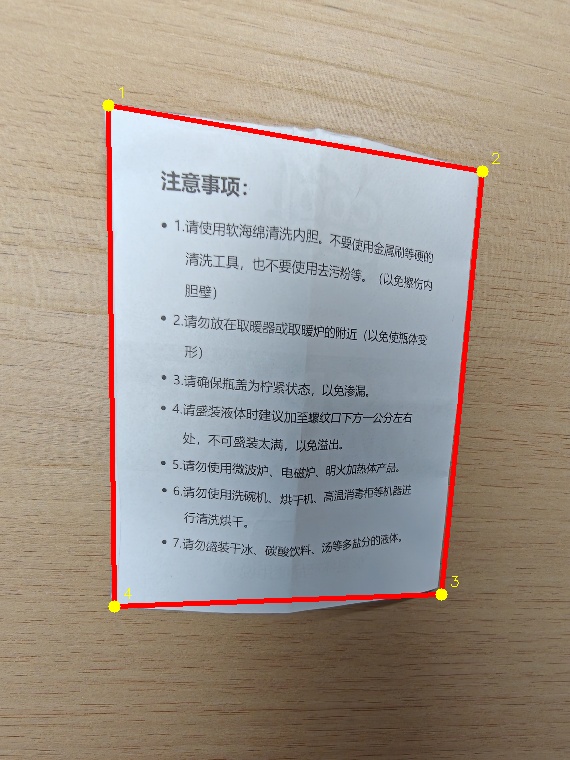 注意事项：
• 1.请使用软海绵清洗内胆。不要使用金属刷等硬的
清洗工具，也不要使用去污粉等。（以免擦伤内
胆壁）
• 2.请勿放在取暖器或取暖炉的附近（以免使瓶体变
形）
• 3.请确保瓶盖为柠紧状态，以免渗漏。
• 4.请盛装液体时建议加至螺纹口下方一公分左右
处，不可盛装太满，以免溢出。
• 5.请勿使用微波炉、电磁炉、明火加热体产品。
• 6.请勿使用洗碗机、烘干机、高温消毒柜等机器进
行清洗烘干。
• 7.请勿盛装干冰、碳酸饮料、汤等多盐分的液体。
1
2
3
4